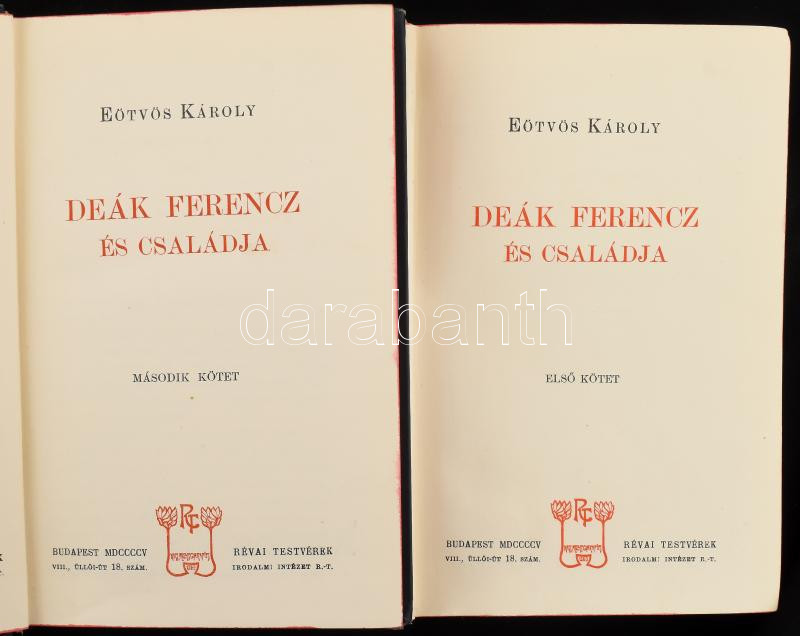 EÖTVÖS KÁROLY
DEÁK FERENCZ
ÉS CSALÁDJA
MÁSODIK KÖTET
BUDAPEST MDCCCCV
VIII., ÜLLŐI-ÚT 18. SZÁM.
RÉVAI TESTVÉREK
IRODALMI INTÉZET R.-T.
EÖTVÖS KÁROLY
DEÁK FERENCZ
ÉS CSALÁDJA
ELSŐ KÖTET
BUDAPEST MDCCCCV
VIII., ÜLLŐI-ÚT 18. SZÁM.
RÉVAI TESTVÉREK
IRODALMI INTÉZET R.-T.
darabanth